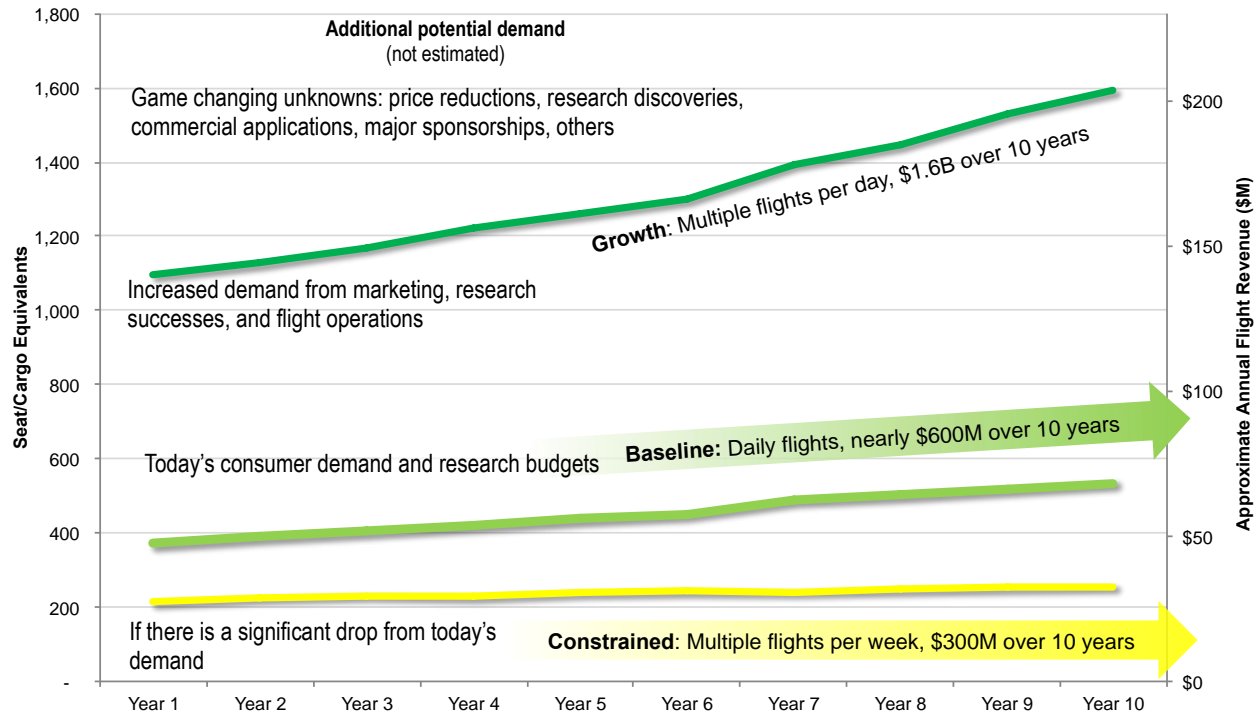 1,800
1,600
1,400
1,200
1,000
800
600
400
200
-
Seat/Cargo Equivalents
Additional potential demand
(not estimated)
Game changing unknowns: price reductions, research discoveries,
commercial applications, major sponsorships, others
Growth: Multiple flights per day, $1.6B over 10 years
Increased demand from marketing, research
successes, and flight operations
Baseline: Daily flights, nearly $600M over 10 years
Today's consumer demand and research budgets
If there is a significant drop from today's
demand
Constrained: Multiple flights per week, $300M over 10 years
$200
$150
$100
$50
$0
Approximate Annual Flight Revenue ($M)
Year 1
Year 2
Year 3
Year 4
Year 5
Year 6
Year 7
Year 8
Year 9
Year 10